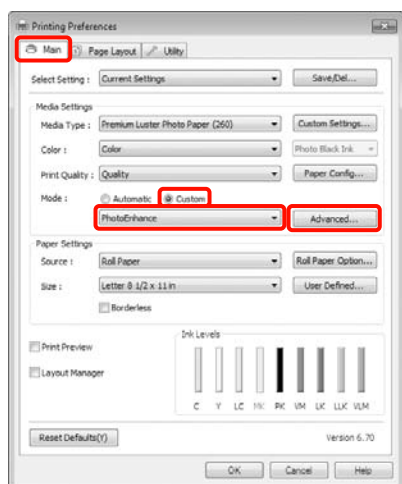 Printing Preferences
Main Page Layout Utility
Select Setting : Current Settings Save/Del...
Media Settings
Media Type : Premium Luster Photo Paper (260) Custom Settings...
Color : Color Photo Black Ink
Print Quality : Quality Paper Config...
Mode : Automatic Custom
PhotoEnhance Advanced...
Paper Settings
Source : Roll Paper Roll Paper Option...
Size : Letter 8 1/2 x 11 in User Defined...
Borderless
Ink Levels
Print Preview
Layout Manager
C Y LC MK PK VM LK LLK VLM
Reset Defaults(Y) Version 6.70
OK Cancel Help